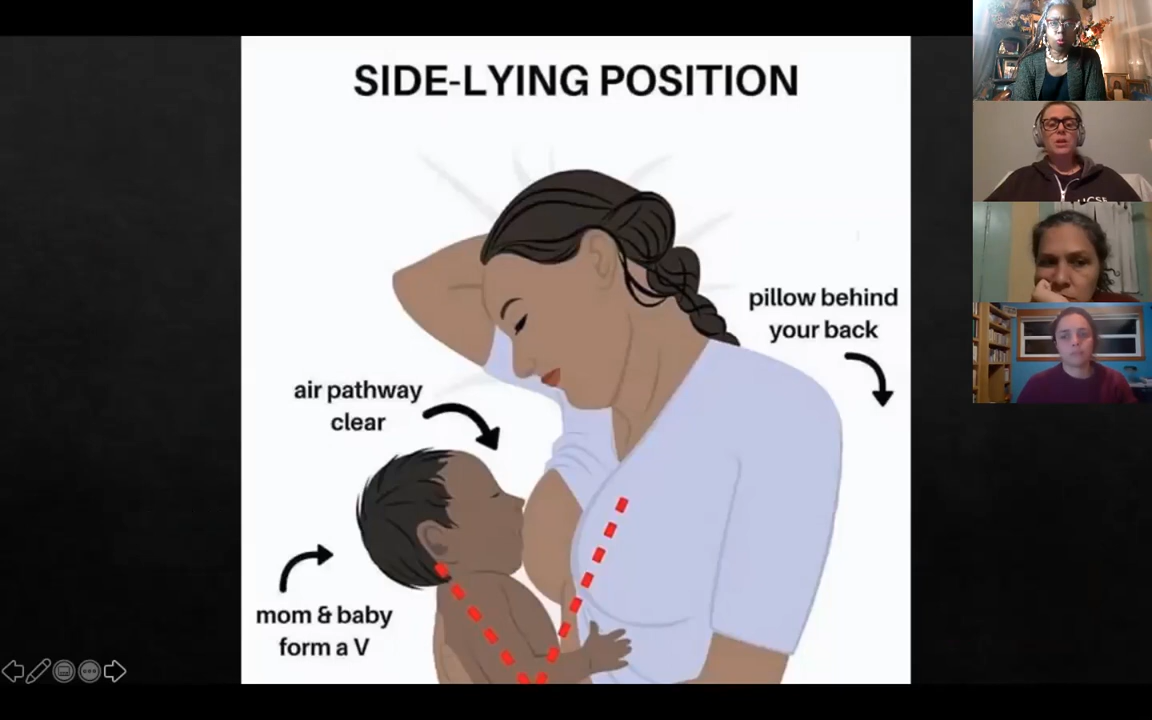 SIDE-LYING POSITION
pillow behind
your back
air pathway
clear
mom & baby
form a V